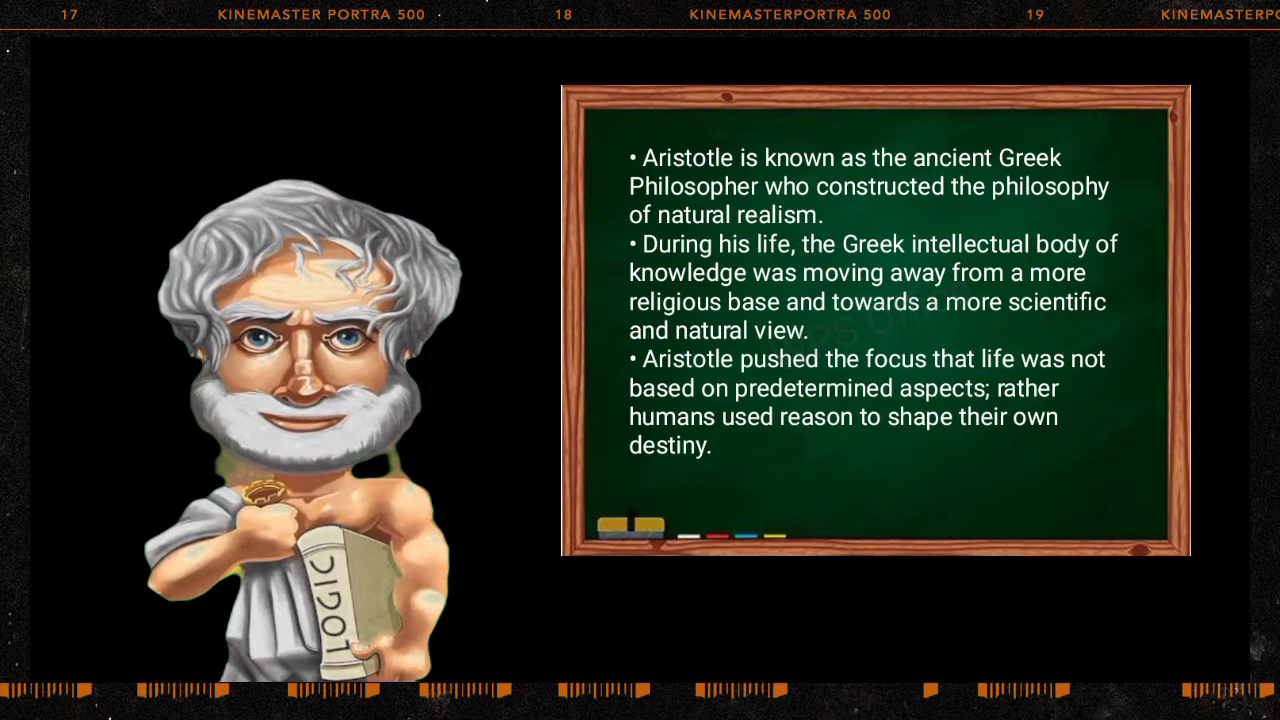 17 KINEMASTER PORTRA 500 18 KINEMASTERPORTRA 500 19 KINEMASTERPO
• Aristotle is known as the ancient Greek
Philosopher who constructed the philosophy
of natural realism.
• During his life, the Greek intellectual body of
knowledge was moving away from a more
religious base and towards a more scientific
and natural view.
• Aristotle pushed the focus that life was not
based on predetermined aspects; rather
humans used reason to shape their own
destiny.
LOGIC